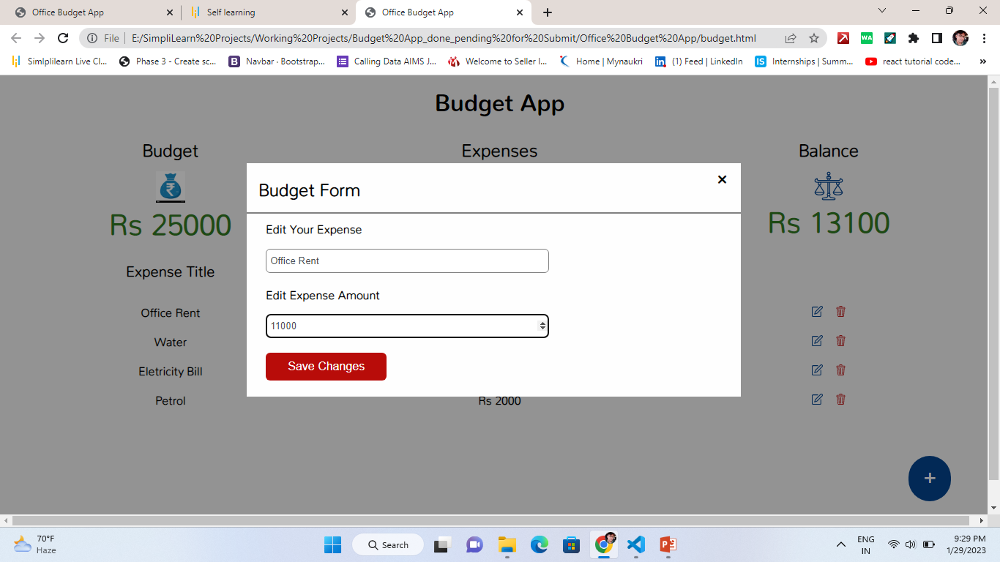 Office Budget App
Self learning
Office Budget App
File
E:/SimpliLearn%20Projects/Working%20Projects/Budget%20App_done_pending%20for%20Submit/Office%20Budget%20App/budget.html
WA
Simlplilearn Live Cl...
Phase 3 - Create sc...
Navbar · Bootstrap...
Calling Data AIMS J...
Welcome to Seller I...
Home | Mynaukri
(1) Feed | LinkedIn
Internships | Summ...
react tutorial code...
Budget App
Budget
Expenses
Balance
Rs 25000
Rs 13100
Budget Form
Edit Your Expense
Office Rent
Edit Expense Amount
11000
Save Changes
Expense Title
Office Rent
Water
Eletricity Bill
Petrol
Rs 2000
+
70°F
Haze
Search
ENG
IN
9:29 PM
1/29/2023